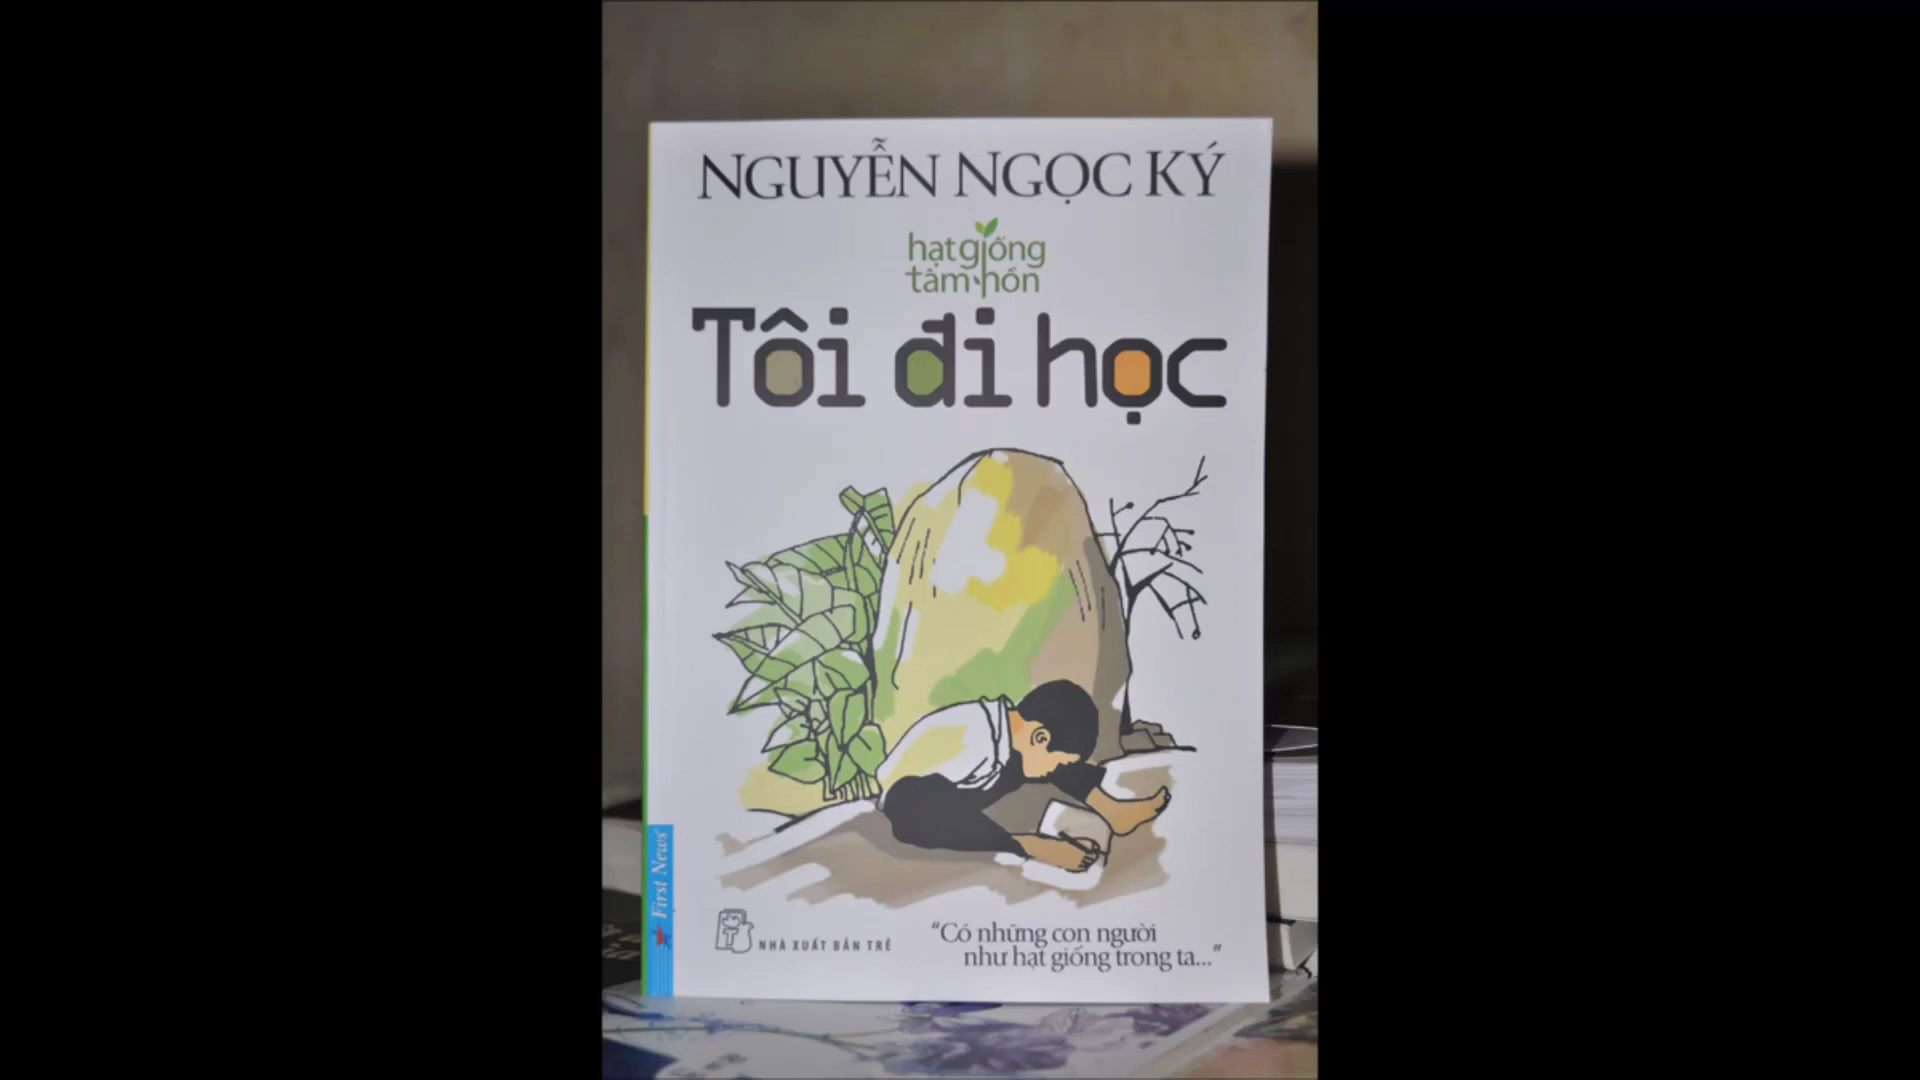 NGUYỄN NGỌC KÝ
hạt giống
tâm hồn
Tôi đi học
First News
NHÀ XUẤT BẢN TRẺ
“Có những con người
như hạt giống trong ta...”